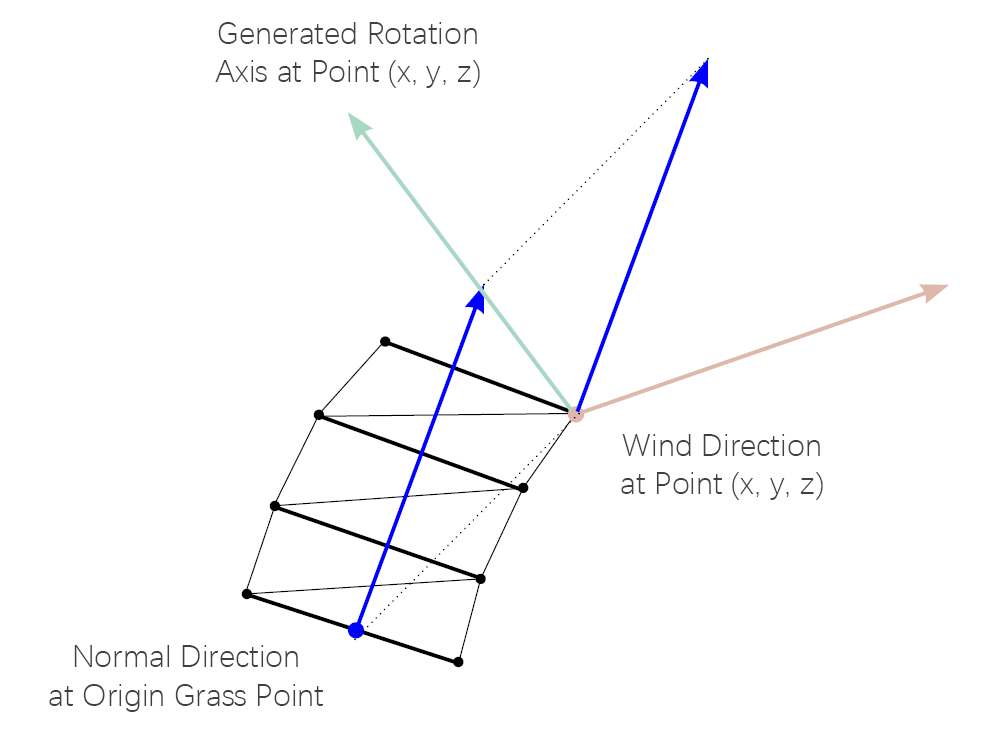 Generated Rotation
Axis at Point (x, y, z)
Wind Direction
at Point (x, y, z)
Normal Direction
at Origin Grass Point